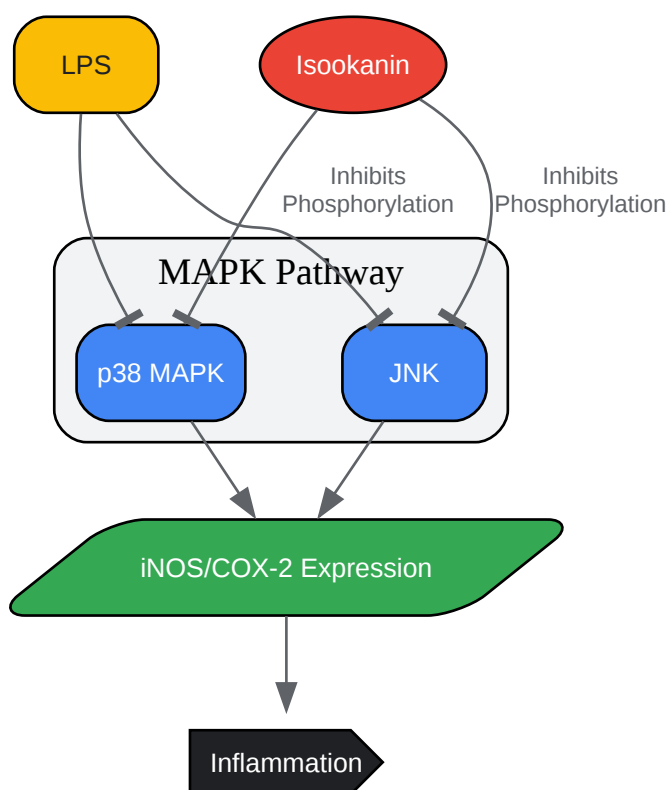 LPS
Isookanin
Inhibits
Phosphorylation
Inhibits
Phosphorylation
MAPK Pathway
p38 MAPK
JNK
iNOS/COX-2 Expression
Inflammation